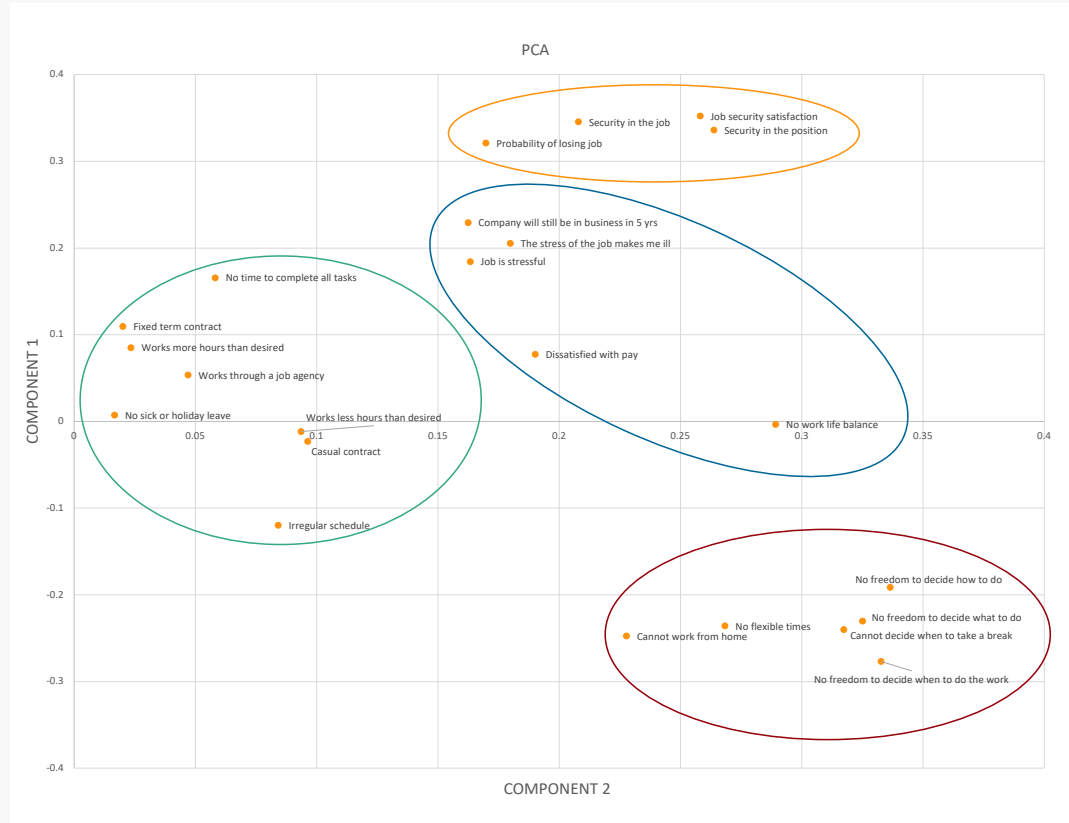 PCA
0.4
Job security satisfaction
Security in the job
Security in the position
Probability of losing job
0.3
Company will still be in business in 5 yrs
The stress of the job makes me ill
0.2
Job is stressful
No time to complete all tasks
Fixed term contract
0.1
Works more hours than desired
Dissatisfied with pay
Works through a job agency
COMPONENT 1
No sick or holiday leave
Works less hours than desired
No work life balance
0
0 0.05 0.1 0.15 0.2 0.25 0.3 0.35 0.4
Casual contract
-0.1
Irregular schedule
No freedom to decide how to do
-0.2
No freedom to decide what to do
No flexible times
Cannot work from home
Cannot decide when to take a break
-0.3
No freedom to decide when to do the work
-0.4
COMPONENT 2